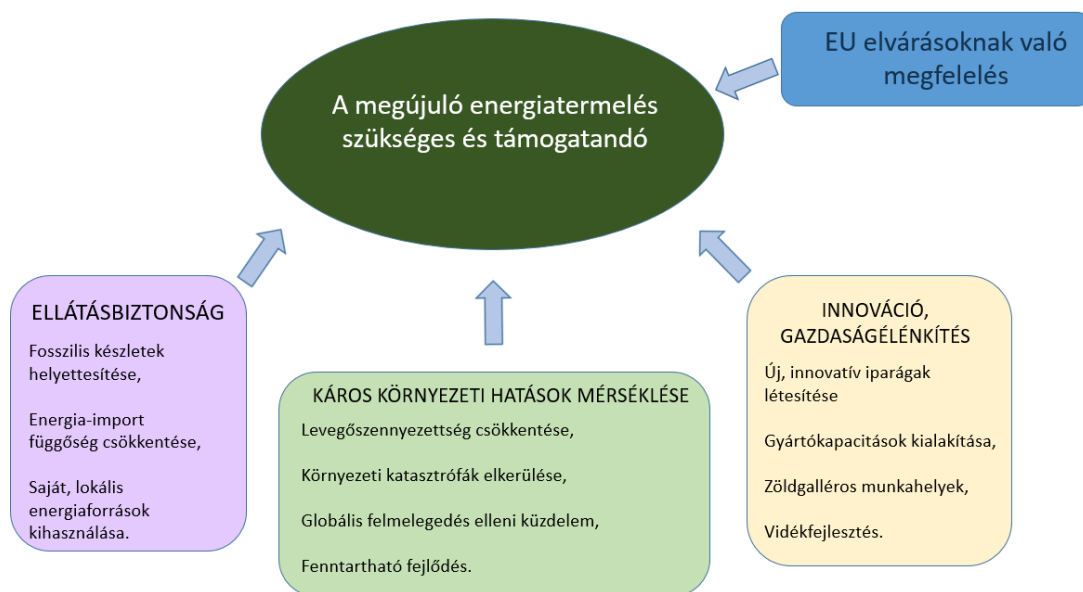 EU elvárásoknak való
megfelelés
A megújuló energiatermelés
szükséges és támogatandó
ELLÁTÁSBIZTONSÁG
Fosszilis készletek
helyettesítése,
Energia-import
függőség csökkentése,
Saját, lokális
energiaforrások
kihasználása.
KÁROS KÖRNYEZETI HATÁSOK MÉRSÉKLÉSE
Levegőszennyezettség csökkentése,
Környezeti katasztrófák elkerülése,
Globális felmelegedés elleni küzdelem,
Fenntartható fejlődés.
INNOVÁCIÓ,
GAZDASÁGÉLÉNKÍTÉS
Új, innovatív iparágak
létesítése
Gyártókapacitások kialakítása,
Zöldgalléros munkahelyek,
Vidékfejlesztés.